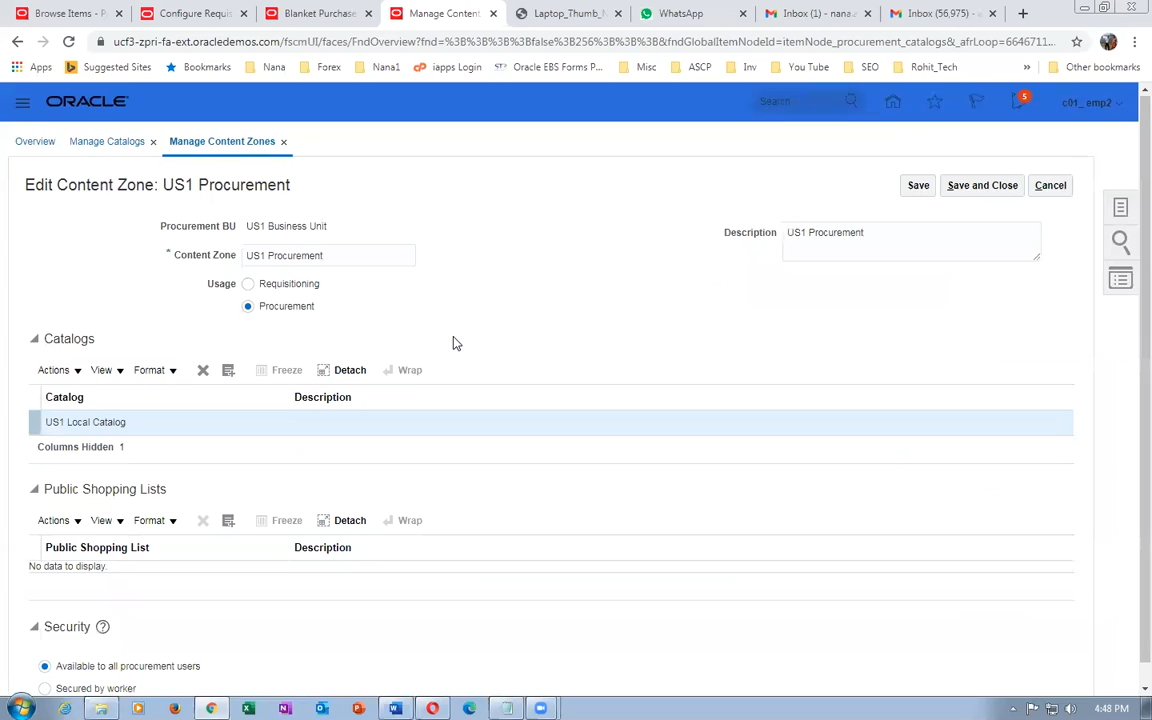 Browse Items - P Configure Requis Blanket Purchase Manage Content Laptop_Thumb_N WhatsApp Inbox (1) - nana.a Inbox (56,975) -
ucf3-zpri-fa-ext.oracledemos.com/fscmUI/faces/FndOverview?fnd=%3B%3B%3B%3Bfalse%3B256%3B%3B%3B&fndGlobalItemNodeId=itemNode_procurement_catalogs&_afrLoop=6646711...
Apps Suggested Sites Bookmarks Nana Forex Nana1 iapps Login Oracle EBS Forms P... Misc ASCP Inv You Tube SEO Rohit_Tech » Other bookmarks
ORACLE Search 5 c01_ emp2
Overview Manage Catalogs Manage Content Zones
Edit Content Zone: US1 Procurement Save Save and Close Cancel
Procurement BU US1 Business Unit Description US1 Procurement
* Content Zone US1 Procurement
Usage Requisitioning
Procurement
Catalogs
Actions View Format Freeze Detach Wrap
Catalog Description
US1 Local Catalog
Columns Hidden 1
Public Shopping Lists
Actions View Format Freeze Detach Wrap
Public Shopping List Description
No data to display.
Security ?
Available to all procurement users
Secured by worker
4:48 PM